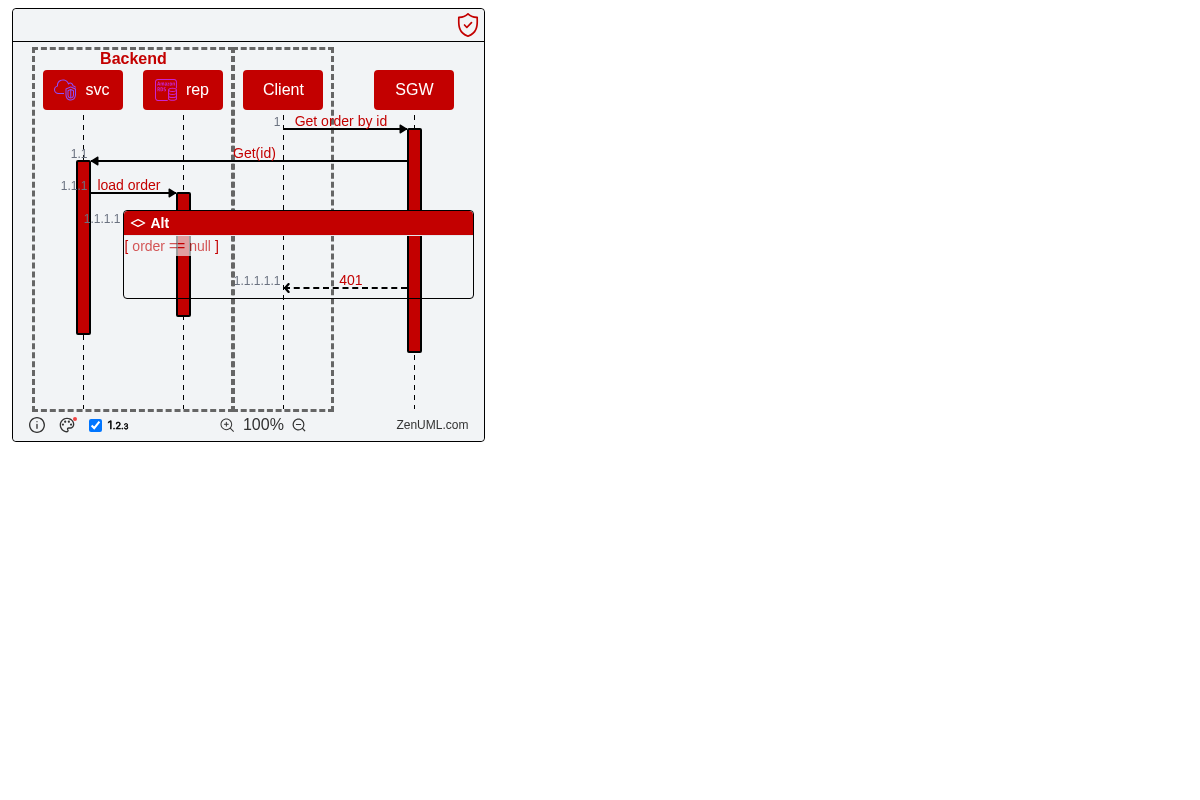 Backend
svc
rep
Client
SGW
1
Get order by id
1.1
Get(id)
1.1.1
load order
1.1.1.1
Alt
[ order == null ]
1.1.1.1.1
401
1.2.3
100%
ZenUML.com